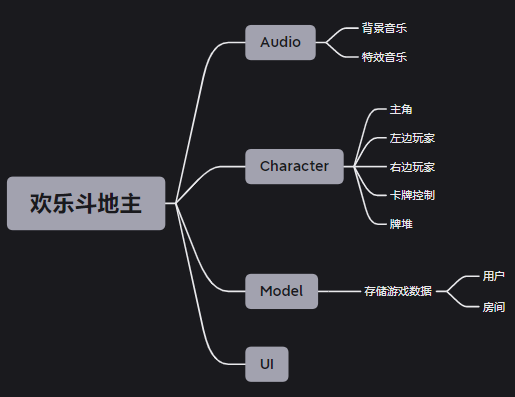 欢乐斗地主
Audio
背景音乐
特效音乐
Character
主角
左边玩家
右边玩家
卡牌控制
牌堆
Model
存储游戏数据
用户
房间
UI